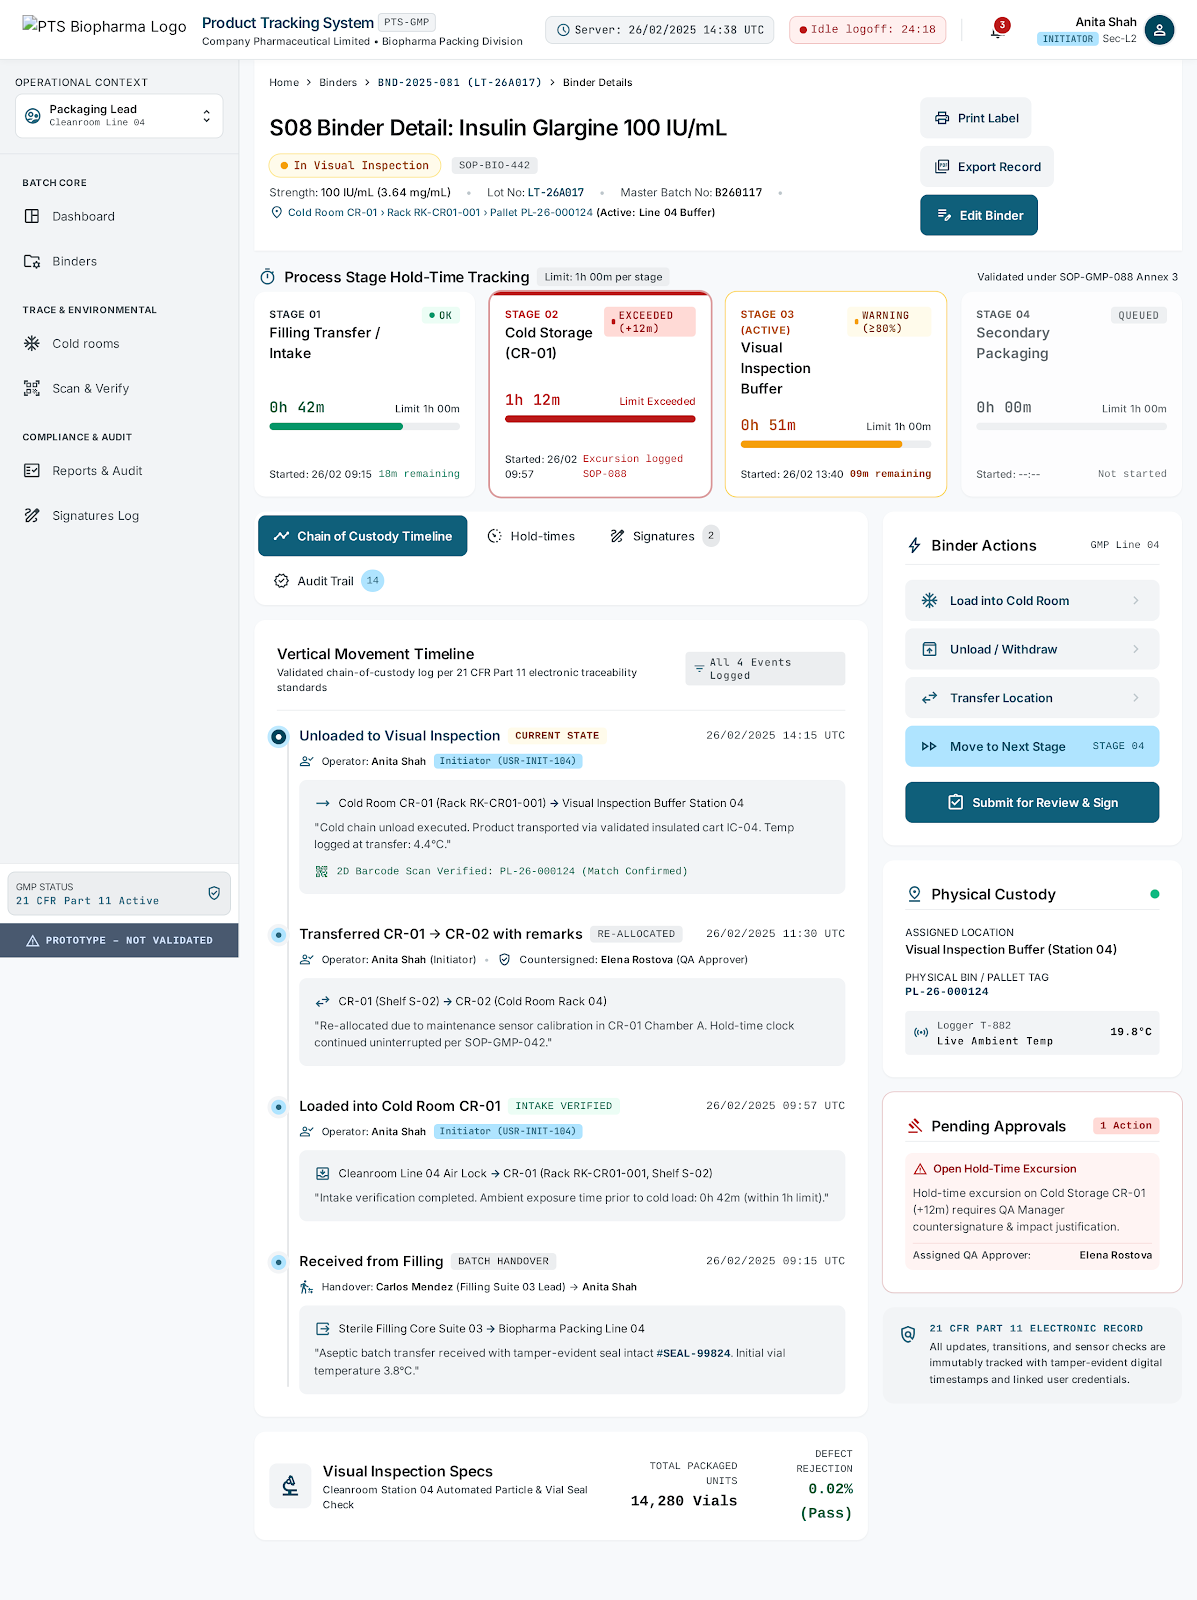 PTS Biopharma Logo
Product Tracking System PTS-GMP
Company Pharmaceutical Limited • Biopharma Packing Division
Server: 26/02/2025 14:38 UTC
Idle logoff: 24:18
3
Anita Shah
INITIATOR Sec-L2
OPERATIONAL CONTEXT
Packaging Lead
Cleanroom Line 04
BATCH CORE
Dashboard
Binders
TRACE & ENVIRONMENTAL
Cold rooms
Scan & Verify
COMPLIANCE & AUDIT
Reports & Audit
Signatures Log
GMP STATUS
21 CFR Part 11 Active
PROTOTYPE – NOT VALIDATED
Home > Binders > BND-2025-081 (LT-26A017) > Binder Details
S08 Binder Detail: Insulin Glargine 100 IU/mL
In Visual Inspection SOP-BIO-442
Strength: 100 IU/mL (3.64 mg/mL) • Lot No: LT-26A017 • Master Batch No: B260117 •
Cold Room CR-01 › Rack RK-CR01-001 › Pallet PL-26-000124 (Active: Line 04 Buffer)
Print Label
Export Record
Edit Binder
Process Stage Hold-Time Tracking Limit: 1h 00m per stage
Validated under SOP-GMP-088 Annex 3
STAGE 01
OK
Filling Transfer /
Intake
0h 42m Limit 1h 00m
Started: 26/02 09:15 18m remaining
STAGE 02
EXCEEDED
(+12m)
Cold Storage
(CR-01)
1h 12m Limit Exceeded
Started: 26/02
09:57
Excursion logged
SOP-088
STAGE 03
(ACTIVE)
WARNING
(≥80%)
Visual
Inspection
Buffer
0h 51m Limit 1h 00m
Started: 26/02 13:40 09m remaining
STAGE 04
QUEUED
Secondary
Packaging
0h 00m Limit 1h 00m
Started: --:-- Not started
Chain of Custody Timeline
Hold-times
Signatures 2
Audit Trail 14
Vertical Movement Timeline
Validated chain-of-custody log per 21 CFR Part 11 electronic traceability
standards
All 4 Events
Logged
Unloaded to Visual Inspection CURRENT STATE 26/02/2025 14:15 UTC
Operator: Anita Shah Initiator (USR-INIT-104)
→ Cold Room CR-01 (Rack RK-CR01-001) → Visual Inspection Buffer Station 04
"Cold chain unload executed. Product transported via validated insulated cart IC-04. Temp
logged at transfer: 4.4°C."
2D Barcode Scan Verified: PL-26-000124 (Match Confirmed)
Transferred CR-01 → CR-02 with remarks RE-ALLOCATED 26/02/2025 11:30 UTC
Operator: Anita Shah (Initiator) • Countersigned: Elena Rostova (QA Approver)
CR-01 (Shelf S-02) → CR-02 (Cold Room Rack 04)
"Re-allocated due to maintenance sensor calibration in CR-01 Chamber A. Hold-time clock
continued uninterrupted per SOP-GMP-042."
Loaded into Cold Room CR-01 INTAKE VERIFIED 26/02/2025 09:57 UTC
Operator: Anita Shah Initiator (USR-INIT-104)
Cleanroom Line 04 Air Lock → CR-01 (Rack RK-CR01-001, Shelf S-02)
"Intake verification completed. Ambient exposure time prior to cold load: 0h 42m (within 1h limit)."
Received from Filling BATCH HANDOVER 26/02/2025 09:15 UTC
Handover: Carlos Mendez (Filling Suite 03 Lead) → Anita Shah
Sterile Filling Core Suite 03 → Biopharma Packing Line 04
"Aseptic batch transfer received with tamper-evident seal intact #SEAL-99824. Initial vial
temperature 3.8°C."
Visual Inspection Specs
Cleanroom Station 04 Automated Particle & Vial Seal
Check
TOTAL PACKAGED
UNITS
14,280 Vials
DEFECT
REJECTION
0.02%
(Pass)
Binder Actions GMP Line 04
Load into Cold Room
Unload / Withdraw
Transfer Location
Move to Next Stage STAGE 04
Submit for Review & Sign
Physical Custody
ASSIGNED LOCATION
Visual Inspection Buffer (Station 04)
PHYSICAL BIN / PALLET TAG
PL-26-000124
Logger T-882
Live Ambient Temp
19.8°C
Pending Approvals 1 Action
Open Hold-Time Excursion
Hold-time excursion on Cold Storage CR-01
(+12m) requires QA Manager
countersignature & impact justification.
Assigned QA Approver: Elena Rostova
21 CFR PART 11 ELECTRONIC RECORD
All updates, transitions, and sensor checks are
immutably tracked with tamper-evident digital
timestamps and linked user credentials.